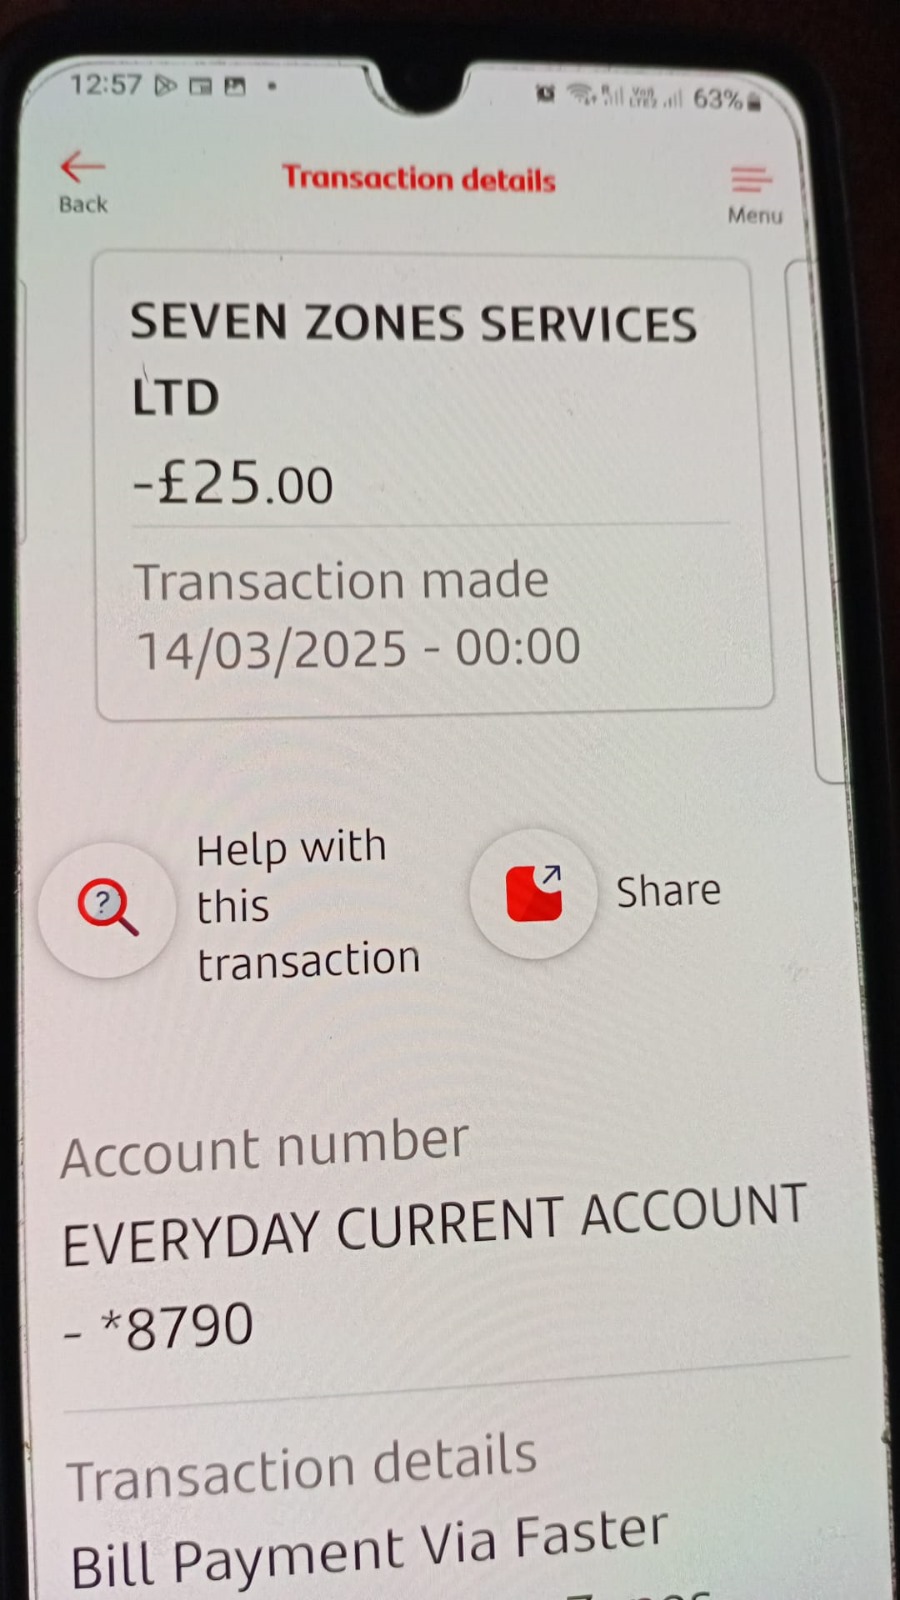 12:57 63%
Transaction details
Back
Menu
SEVEN ZONES SERVICES
LTD
-£25.00
Transaction made
14/03/2025 - 00:00
Help with
this
transaction
Share
Account number
EVERYDAY CURRENT ACCOUNT
- *8790
Transaction details
Bill Payment Via Faster